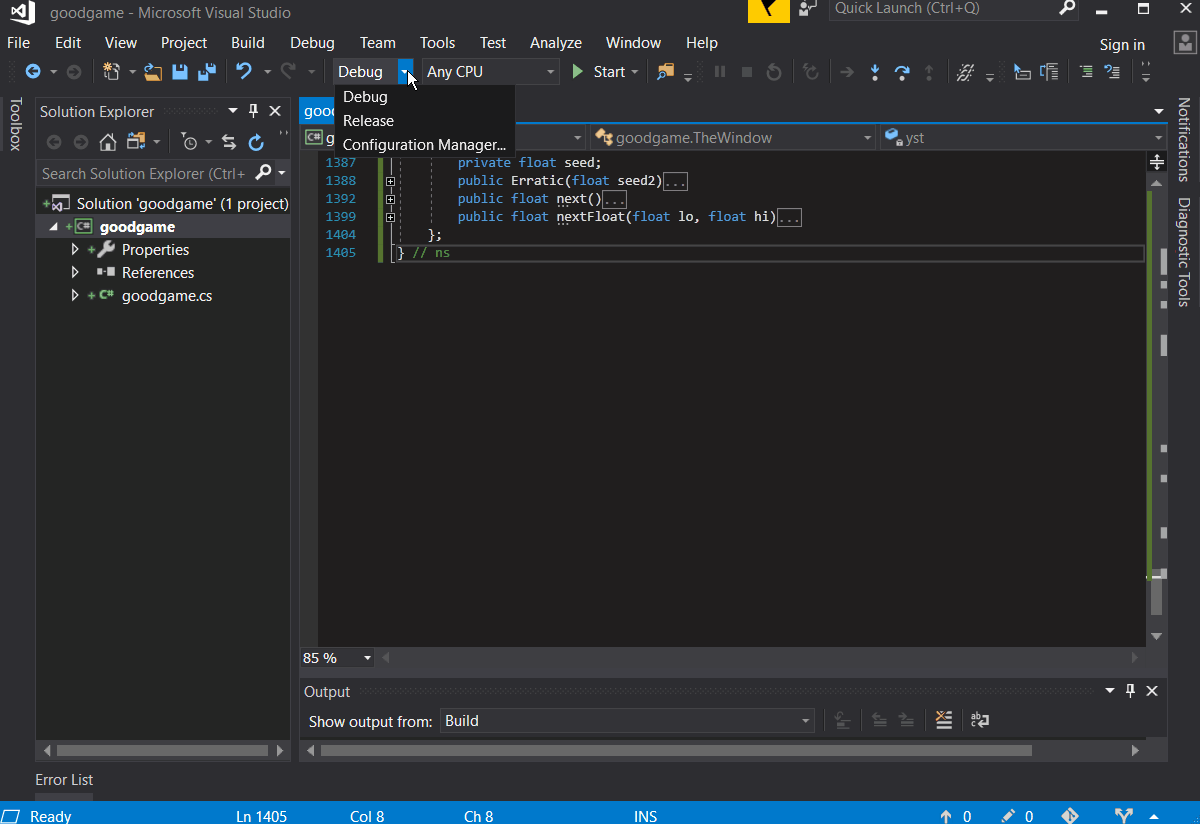 goodgame - Microsoft Visual Studio
Quick Launch (Ctrl+Q)
File Edit View Project Build Debug Team Tools Test Analyze Window Help
Sign in
Debug Any CPU Start
Debug
Release
Configuration Manager...
Toolbox
Solution Explorer
Search Solution Explorer (Ctrl+
Solution 'goodgame' (1 project)
C# goodgame
Properties
References
C# goodgame.cs
goo
C# g
goodgame.TheWindow
yst
1387 private float seed;
1388 public Erratic(float seed2)...
1392 public float next()...
1399 public float nextFloat(float lo, float hi)...
1404 };
1405 } // ns
85 %
Notifications
Diagnostic Tools
Output
Show output from: Build
Error List
Ready Ln 1405 Col 8 Ch 8 INS 0 0